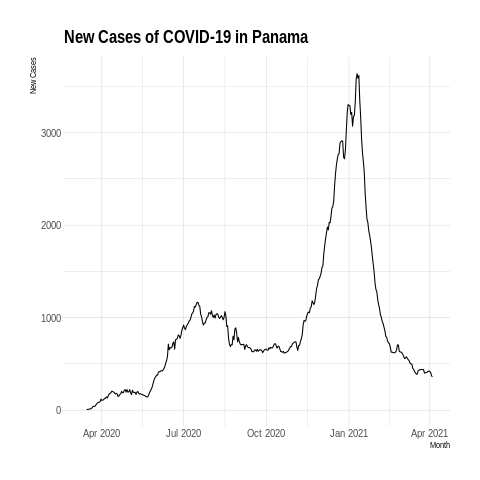 New Cases of COVID-19 in Panama
New Cases
3000
2000
1000
0
Apr 2020
Jul 2020
Oct 2020
Jan 2021
Apr 2021
Month